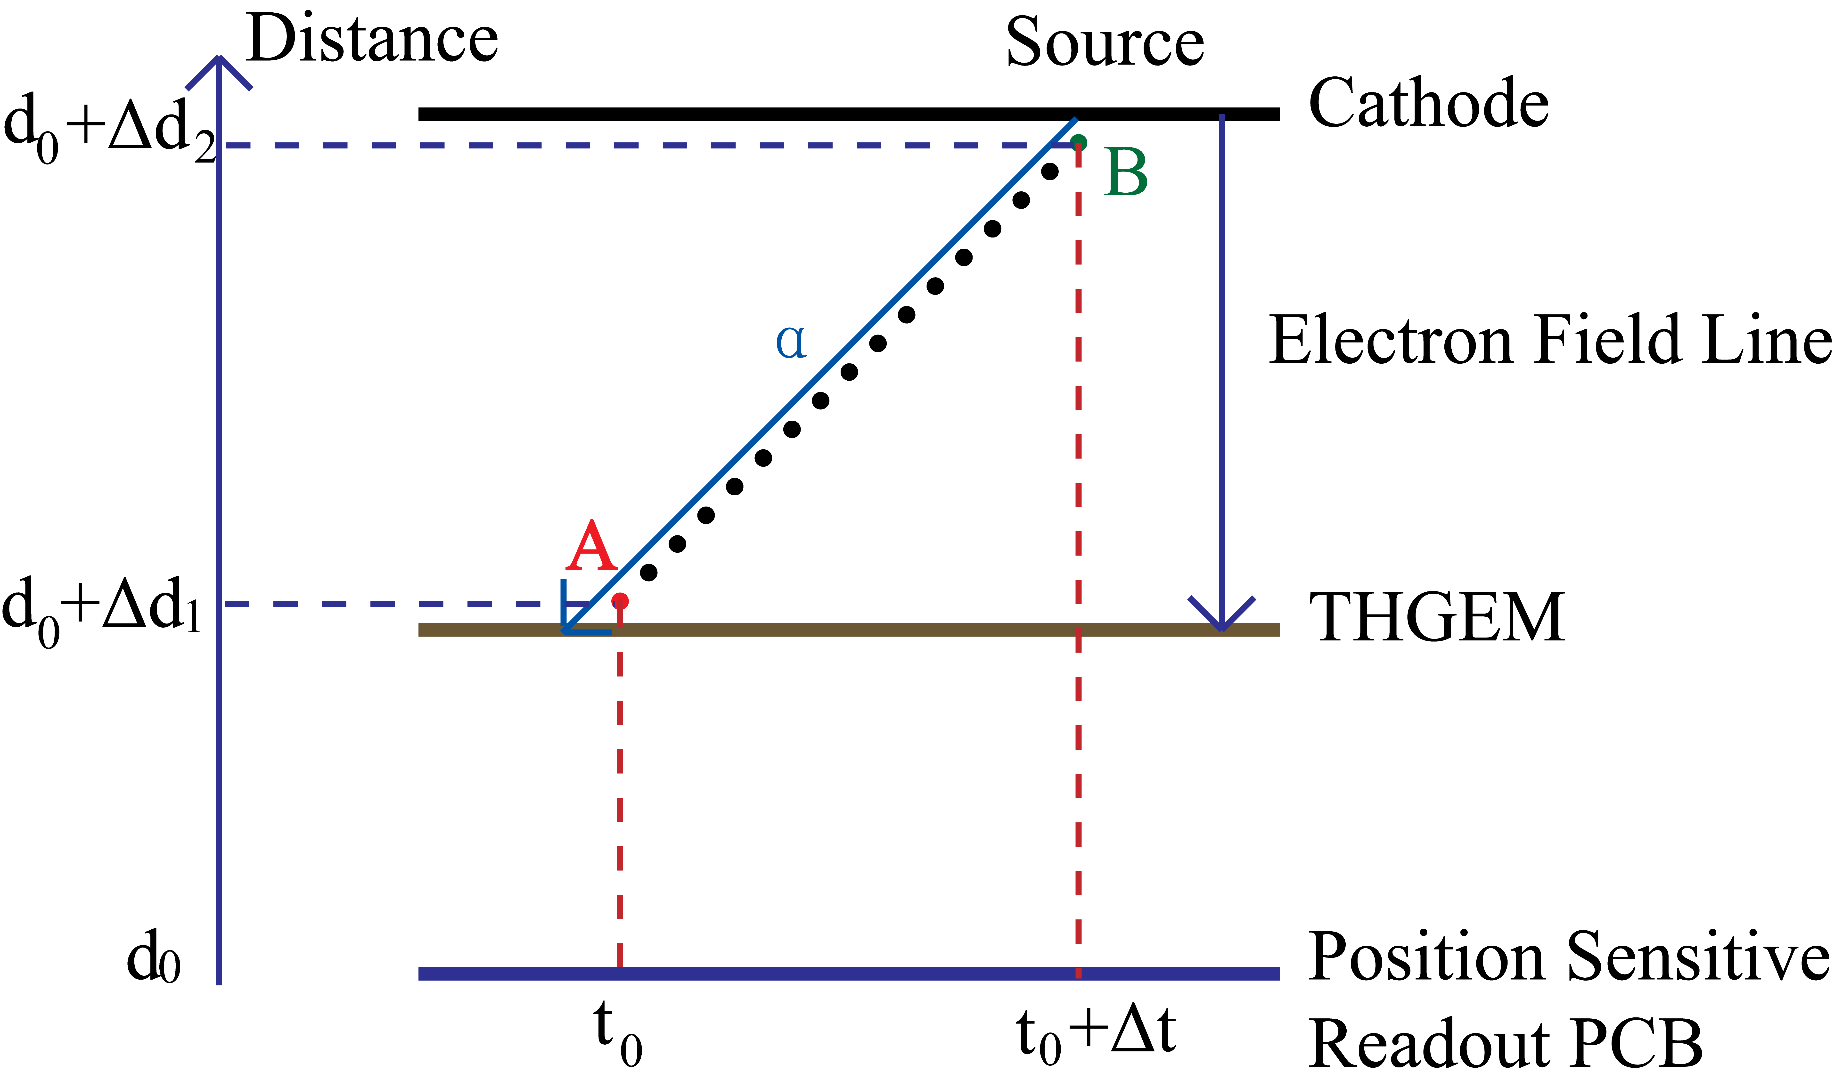 Distance
Source
Cathode
d₀+Δd₂
B
α
Electron Field Line
A
d₀+Δd₁
THGEM
d₀
Position Sensitive
Readout PCB
t₀
t₀+Δt